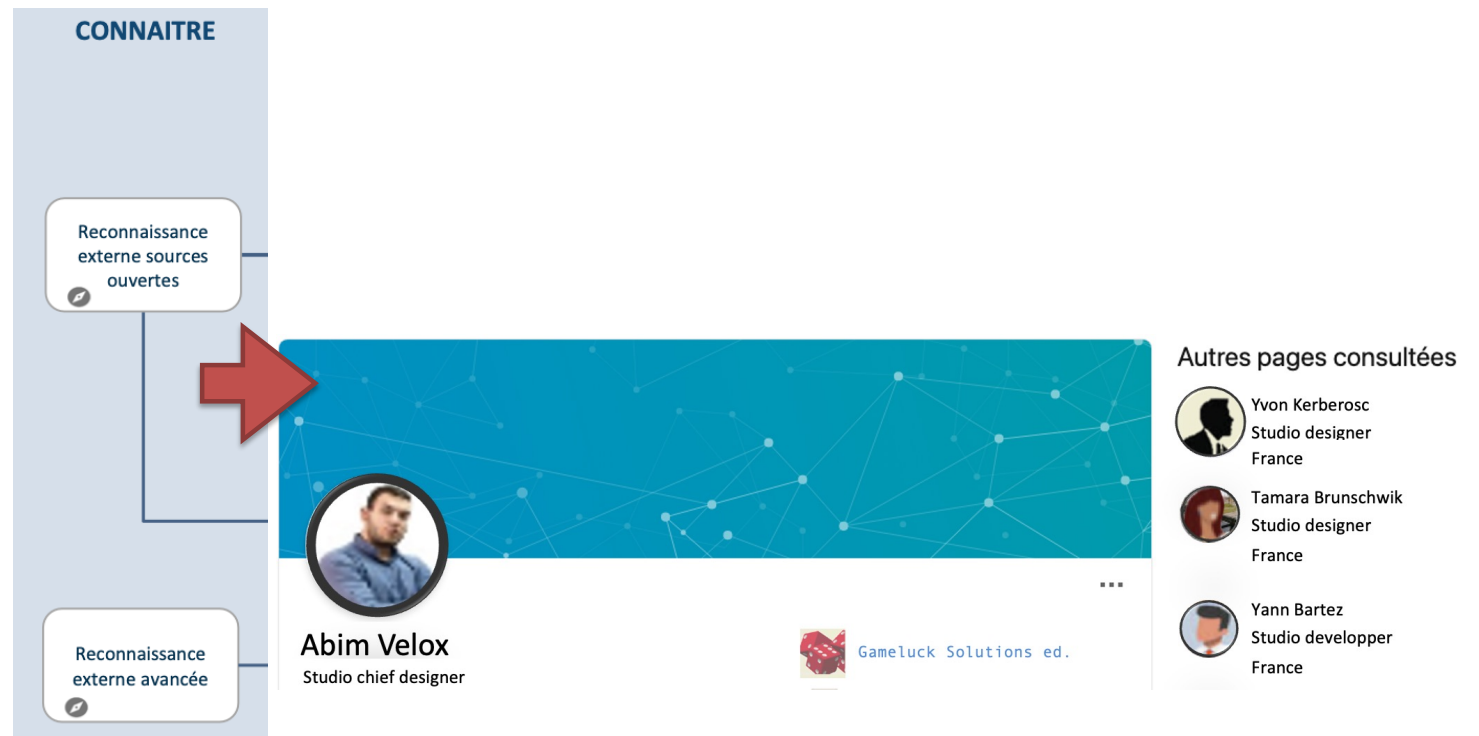 CONNAITRE
Reconnaissance
externe sources
ouvertes
Reconnaissance
externe avancée
Abim Velox
Studio chief designer
Gameluck Solutions ed.
Autres pages consultées
Yvon Kerberosc
Studio designer
France
Tamara Brunschwik
Studio designer
France
Yann Bartez
Studio developper
France